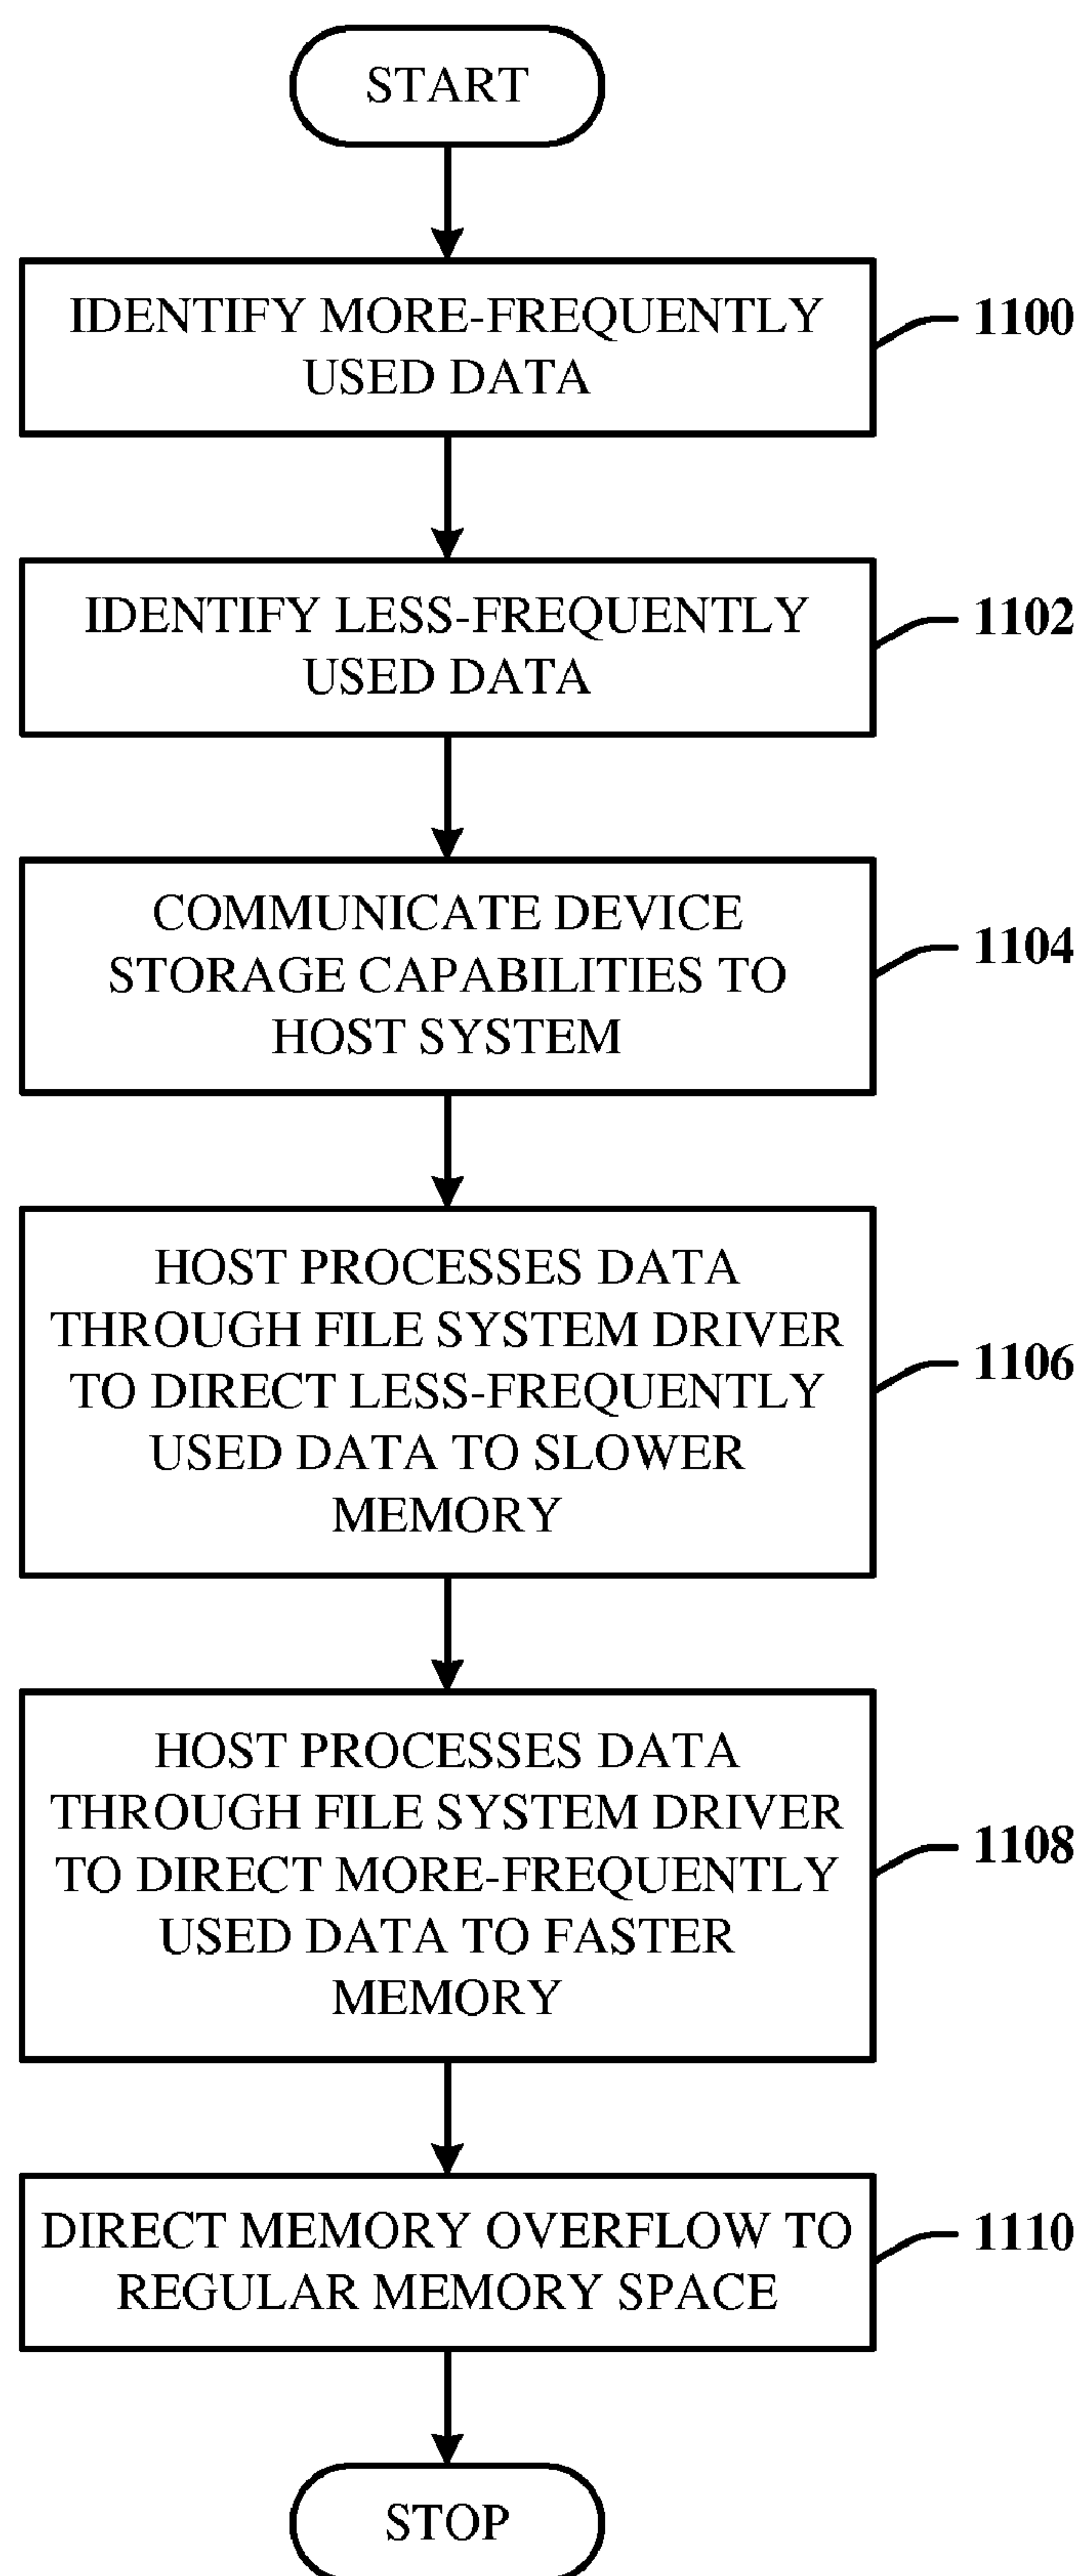 START
IDENTIFY MORE-FREQUENTLY
USED DATA
1100
IDENTIFY LESS-FREQUENTLY
USED DATA
1102
COMMUNICATE DEVICE
STORAGE CAPABILITIES TO
HOST SYSTEM
1104
HOST PROCESSES DATA
THROUGH FILE SYSTEM DRIVER
TO DIRECT LESS-FREQUENTLY
USED DATA TO SLOWER
MEMORY
1106
HOST PROCESSES DATA
THROUGH FILE SYSTEM DRIVER
TO DIRECT MORE-FREQUENTLY
USED DATA TO FASTER
MEMORY
1108
DIRECT MEMORY OVERFLOW TO
REGULAR MEMORY SPACE
1110
STOP